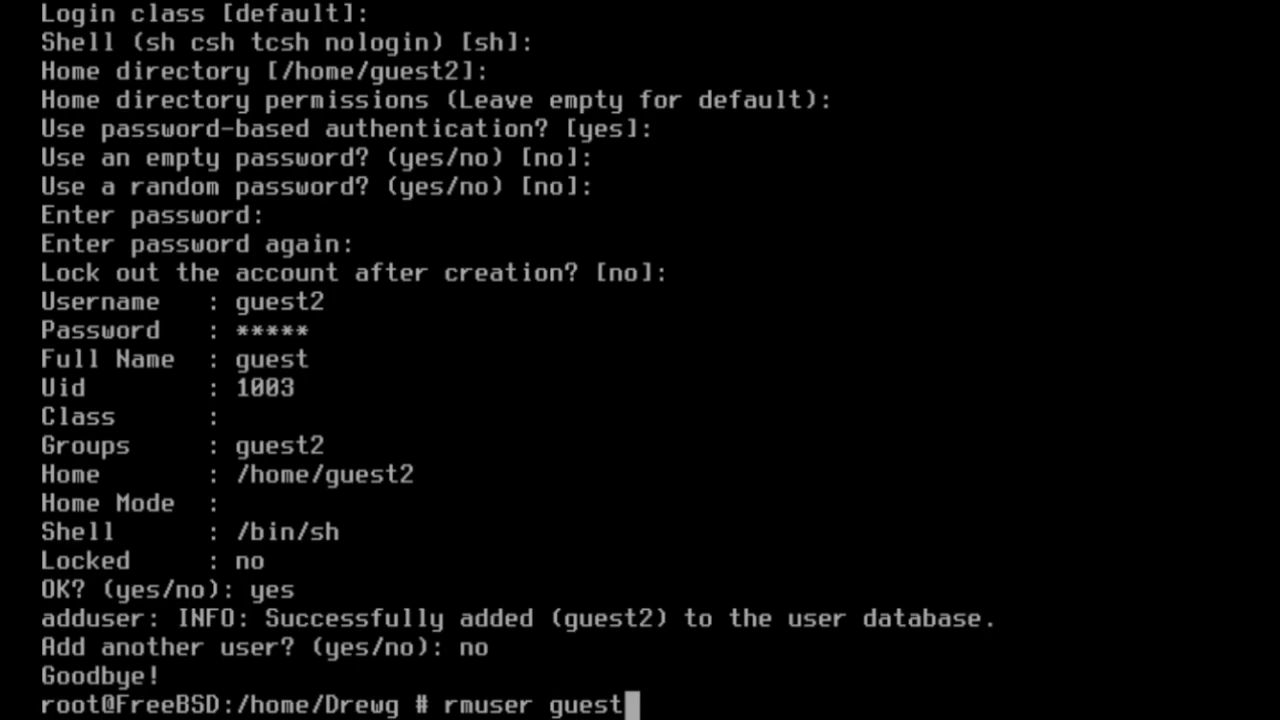 Login class [default]:
Shell (sh csh tcsh nologin) [sh]:
Home directory [/home/guest2]:
Home directory permissions (Leave empty for default):
Use password-based authentication? [yes]:
Use an empty password? (yes/no) [no]:
Use a random password? (yes/no) [no]:
Enter password:
Enter password again:
Lock out the account after creation? [no]:
Username   : guest2
Password   : *****
Full Name  : guest
Uid        : 1003
Class      :
Groups     : guest2
Home       : /home/guest2
Home Mode  :
Shell      : /bin/sh
Locked     : no
OK? (yes/no): yes
adduser: INFO: Successfully added (guest2) to the user database.
Add another user? (yes/no): no
Goodbye!
root@FreeBSD:/home/Drewg # rmuser guest